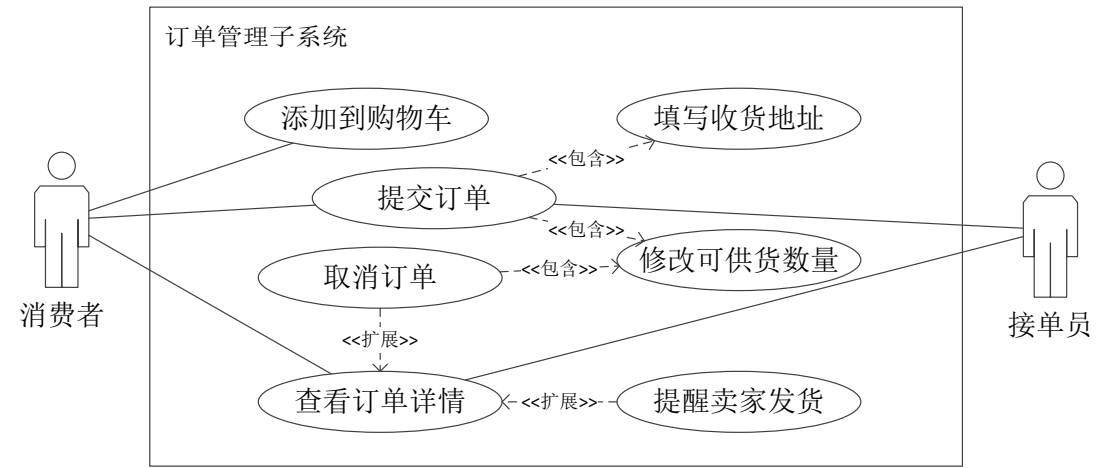 订单管理子系统
添加到购物车
填写收货地址
<<包含>>
提交订单
<<包含>>
修改可供货数量
取消订单
<<包含>>
消费者
接单员
<<扩展>>
查看订单详情
<<扩展>>
提醒卖家发货